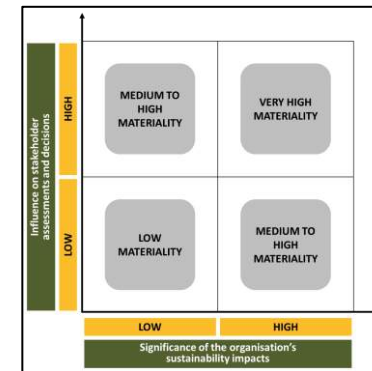 Influence on stakeholder
assessments and decisions
HIGH
LOW
MEDIUM TO
HIGH
MATERIALITY
VERY HIGH
MATERIALITY
LOW
MATERIALITY
MEDIUM TO
HIGH
MATERIALITY
LOW
HIGH
Significance of the organisation's
sustainability impacts